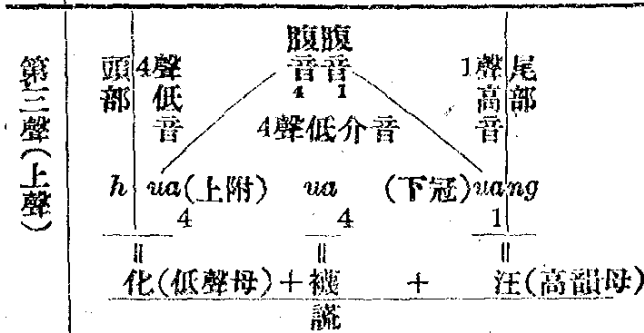 第三聲(上聲)
腹腹
頭部 4聲低音 音音 1聲高音 尾部
4 1
4聲低介音
h ua(上附) ua (下冠)uang
4 4 1
॥ ॥ ॥
化(低聲母)+襪 + 汪(高韻母)
謊